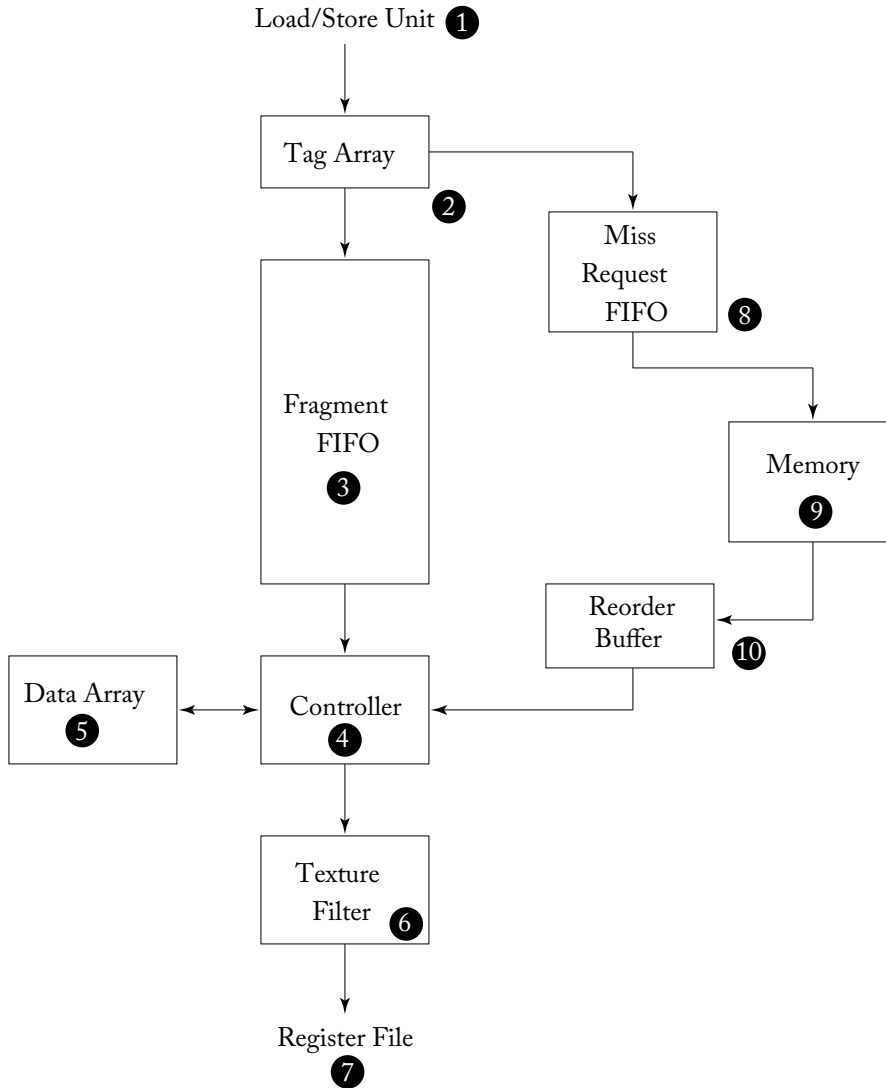 Load/Store Unit 1
Tag Array
2
Miss
Request
FIFO
8
Fragment
FIFO
3
Memory
9
Reorder
Buffer
10
Data Array
5
Controller
4
Texture
Filter
6
Register File
7